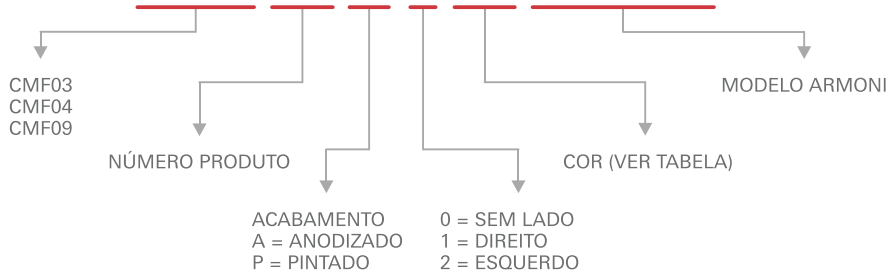 CMF03
CMF04
CMF09
MODELO ARMONI
NÚMERO PRODUTO
COR (VER TABELA)
ACABAMENTO
A = ANODIZADO
P = PINTADO
0 = SEM LADO
1 = DIREITO
2 = ESQUERDO